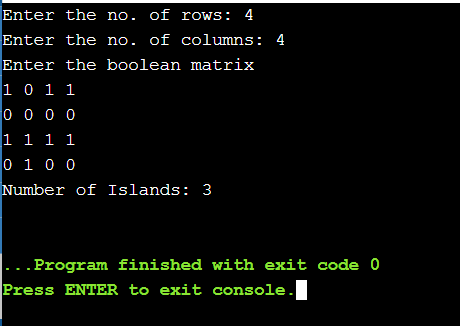 Enter the no. of rows: 4
Enter the no. of columns: 4
Enter the boolean matrix
1 0 1 1
0 0 0 0
1 1 1 1
0 1 0 0
Number of Islands: 3
...Program finished with exit code 0
Press ENTER to exit console.